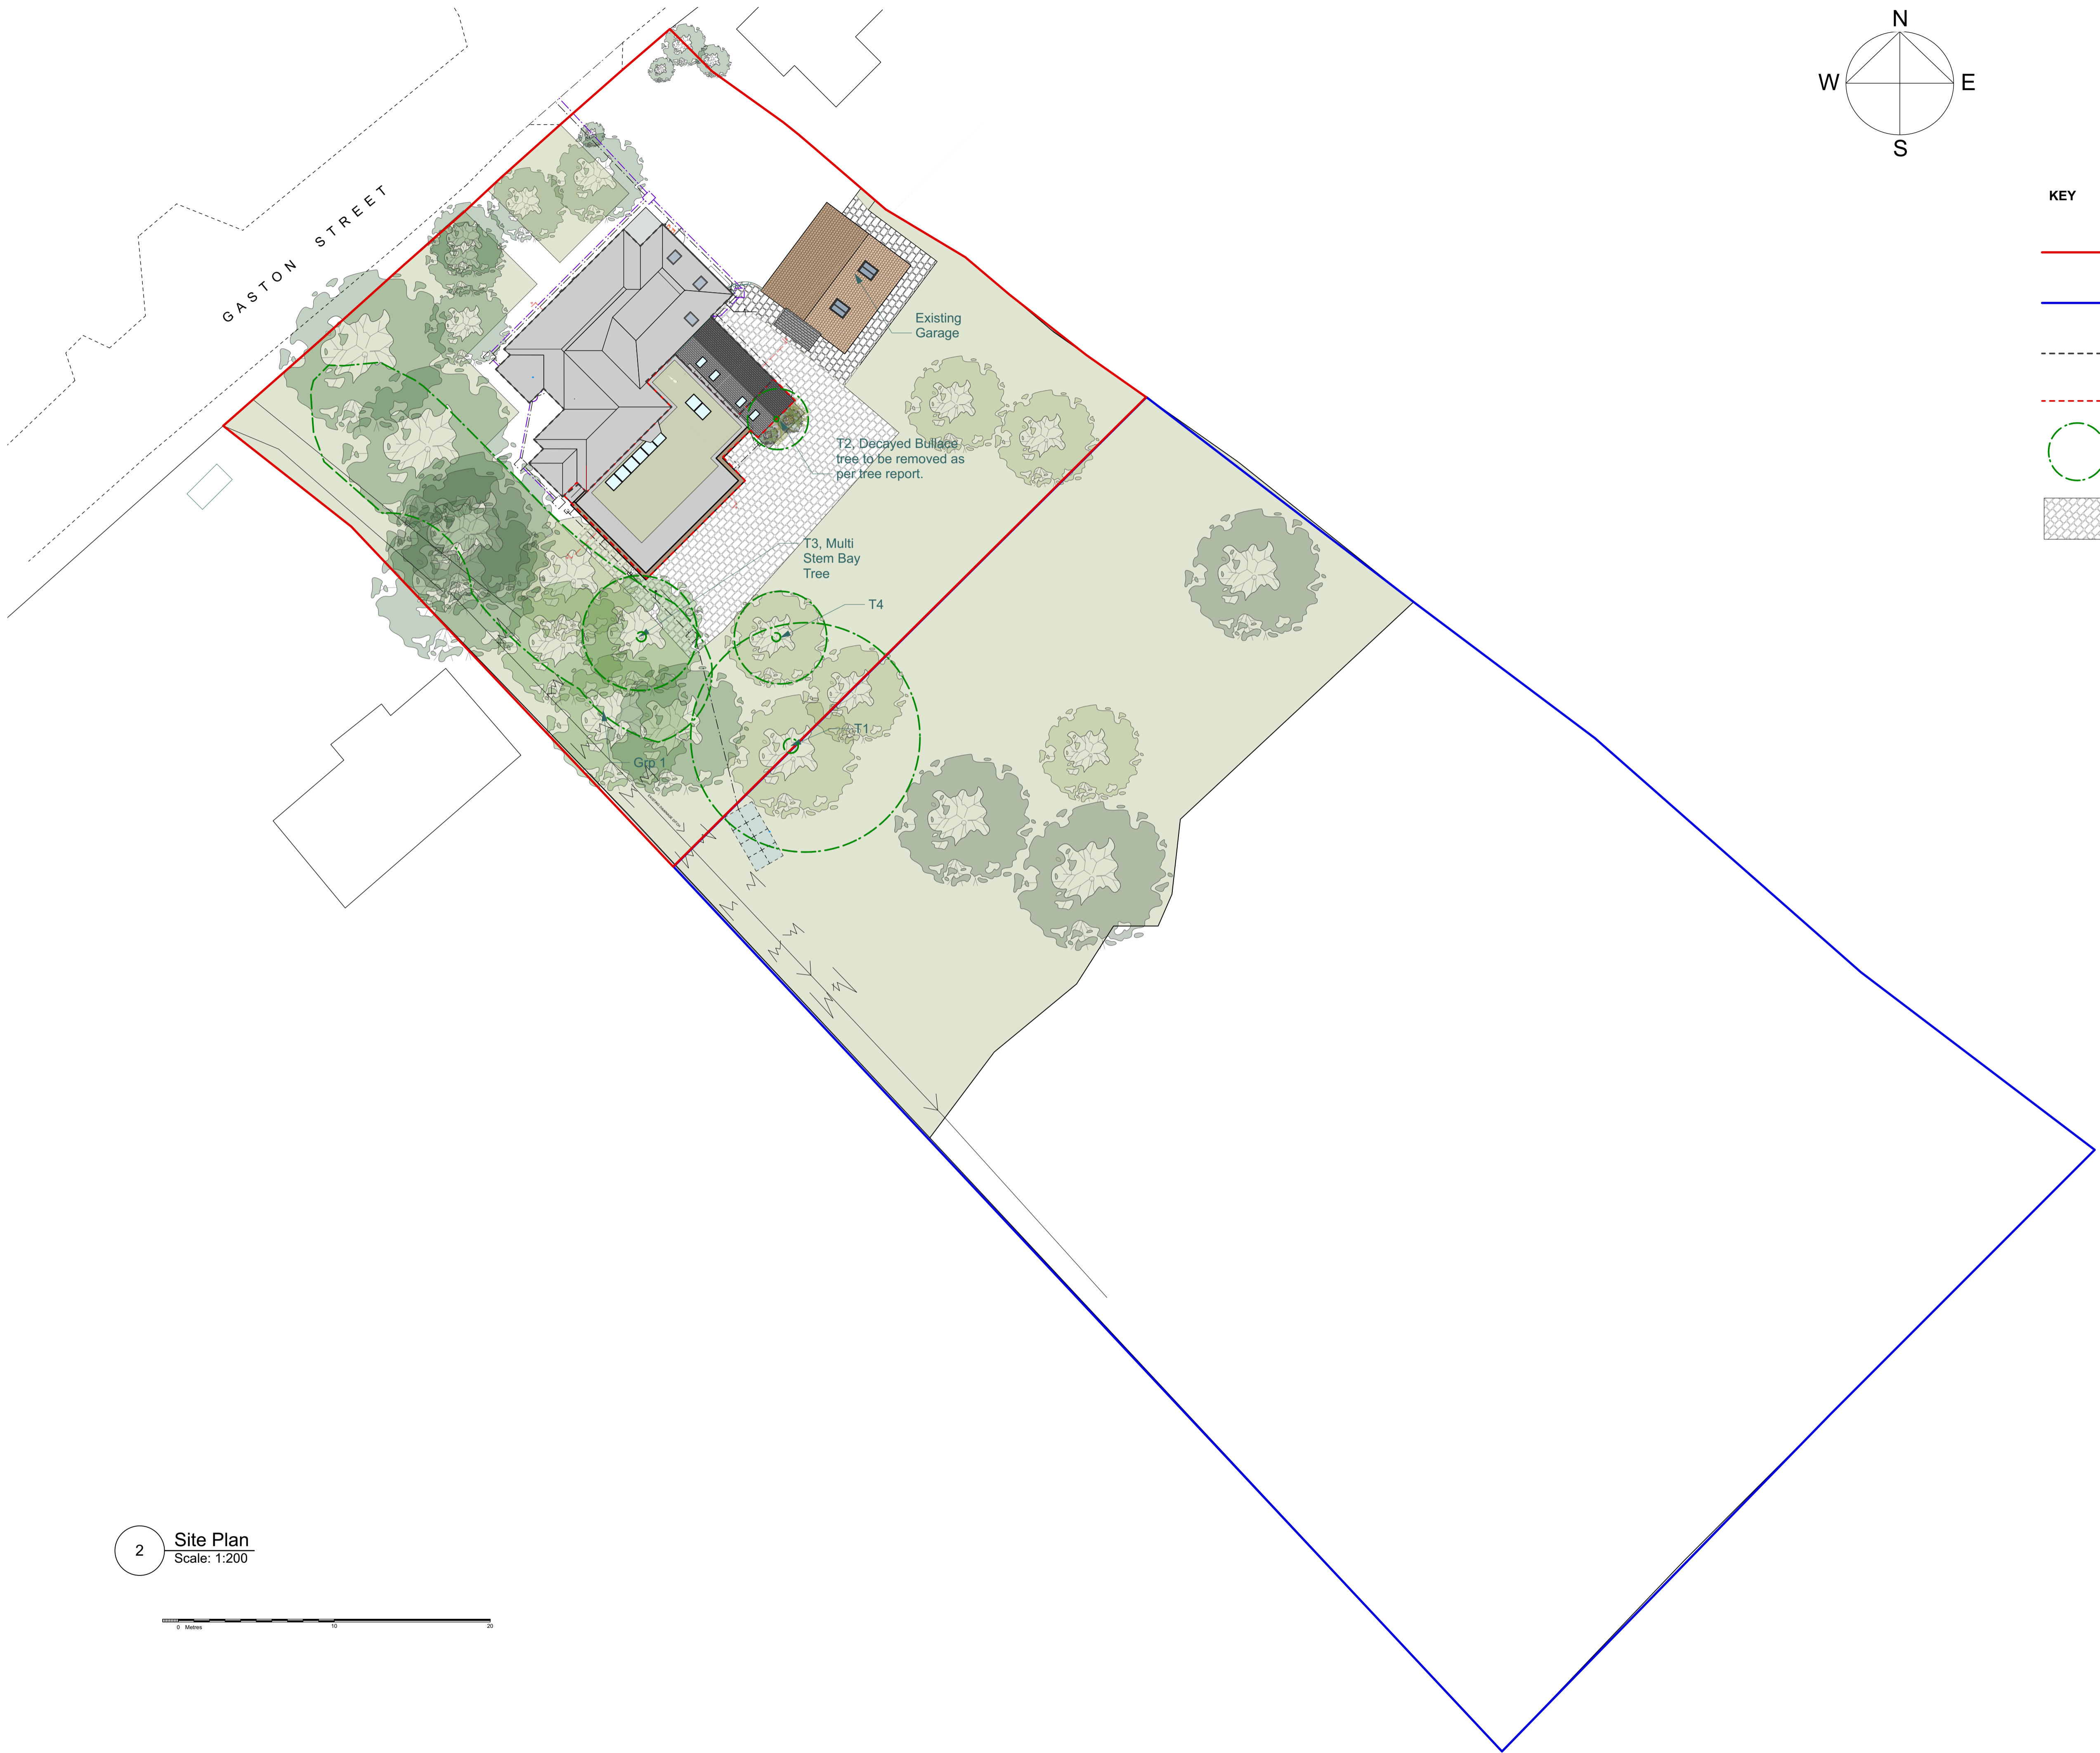 N
W E
S
KEY
GASTON STREET
Existing
Garage
T2, Decayed Bullace
tree to be removed as
per tree report.
T3, Multi
Stem Bay
Tree
T4
T1
Grp 1
2
Site Plan
Scale: 1:200
0 Metres 10 20